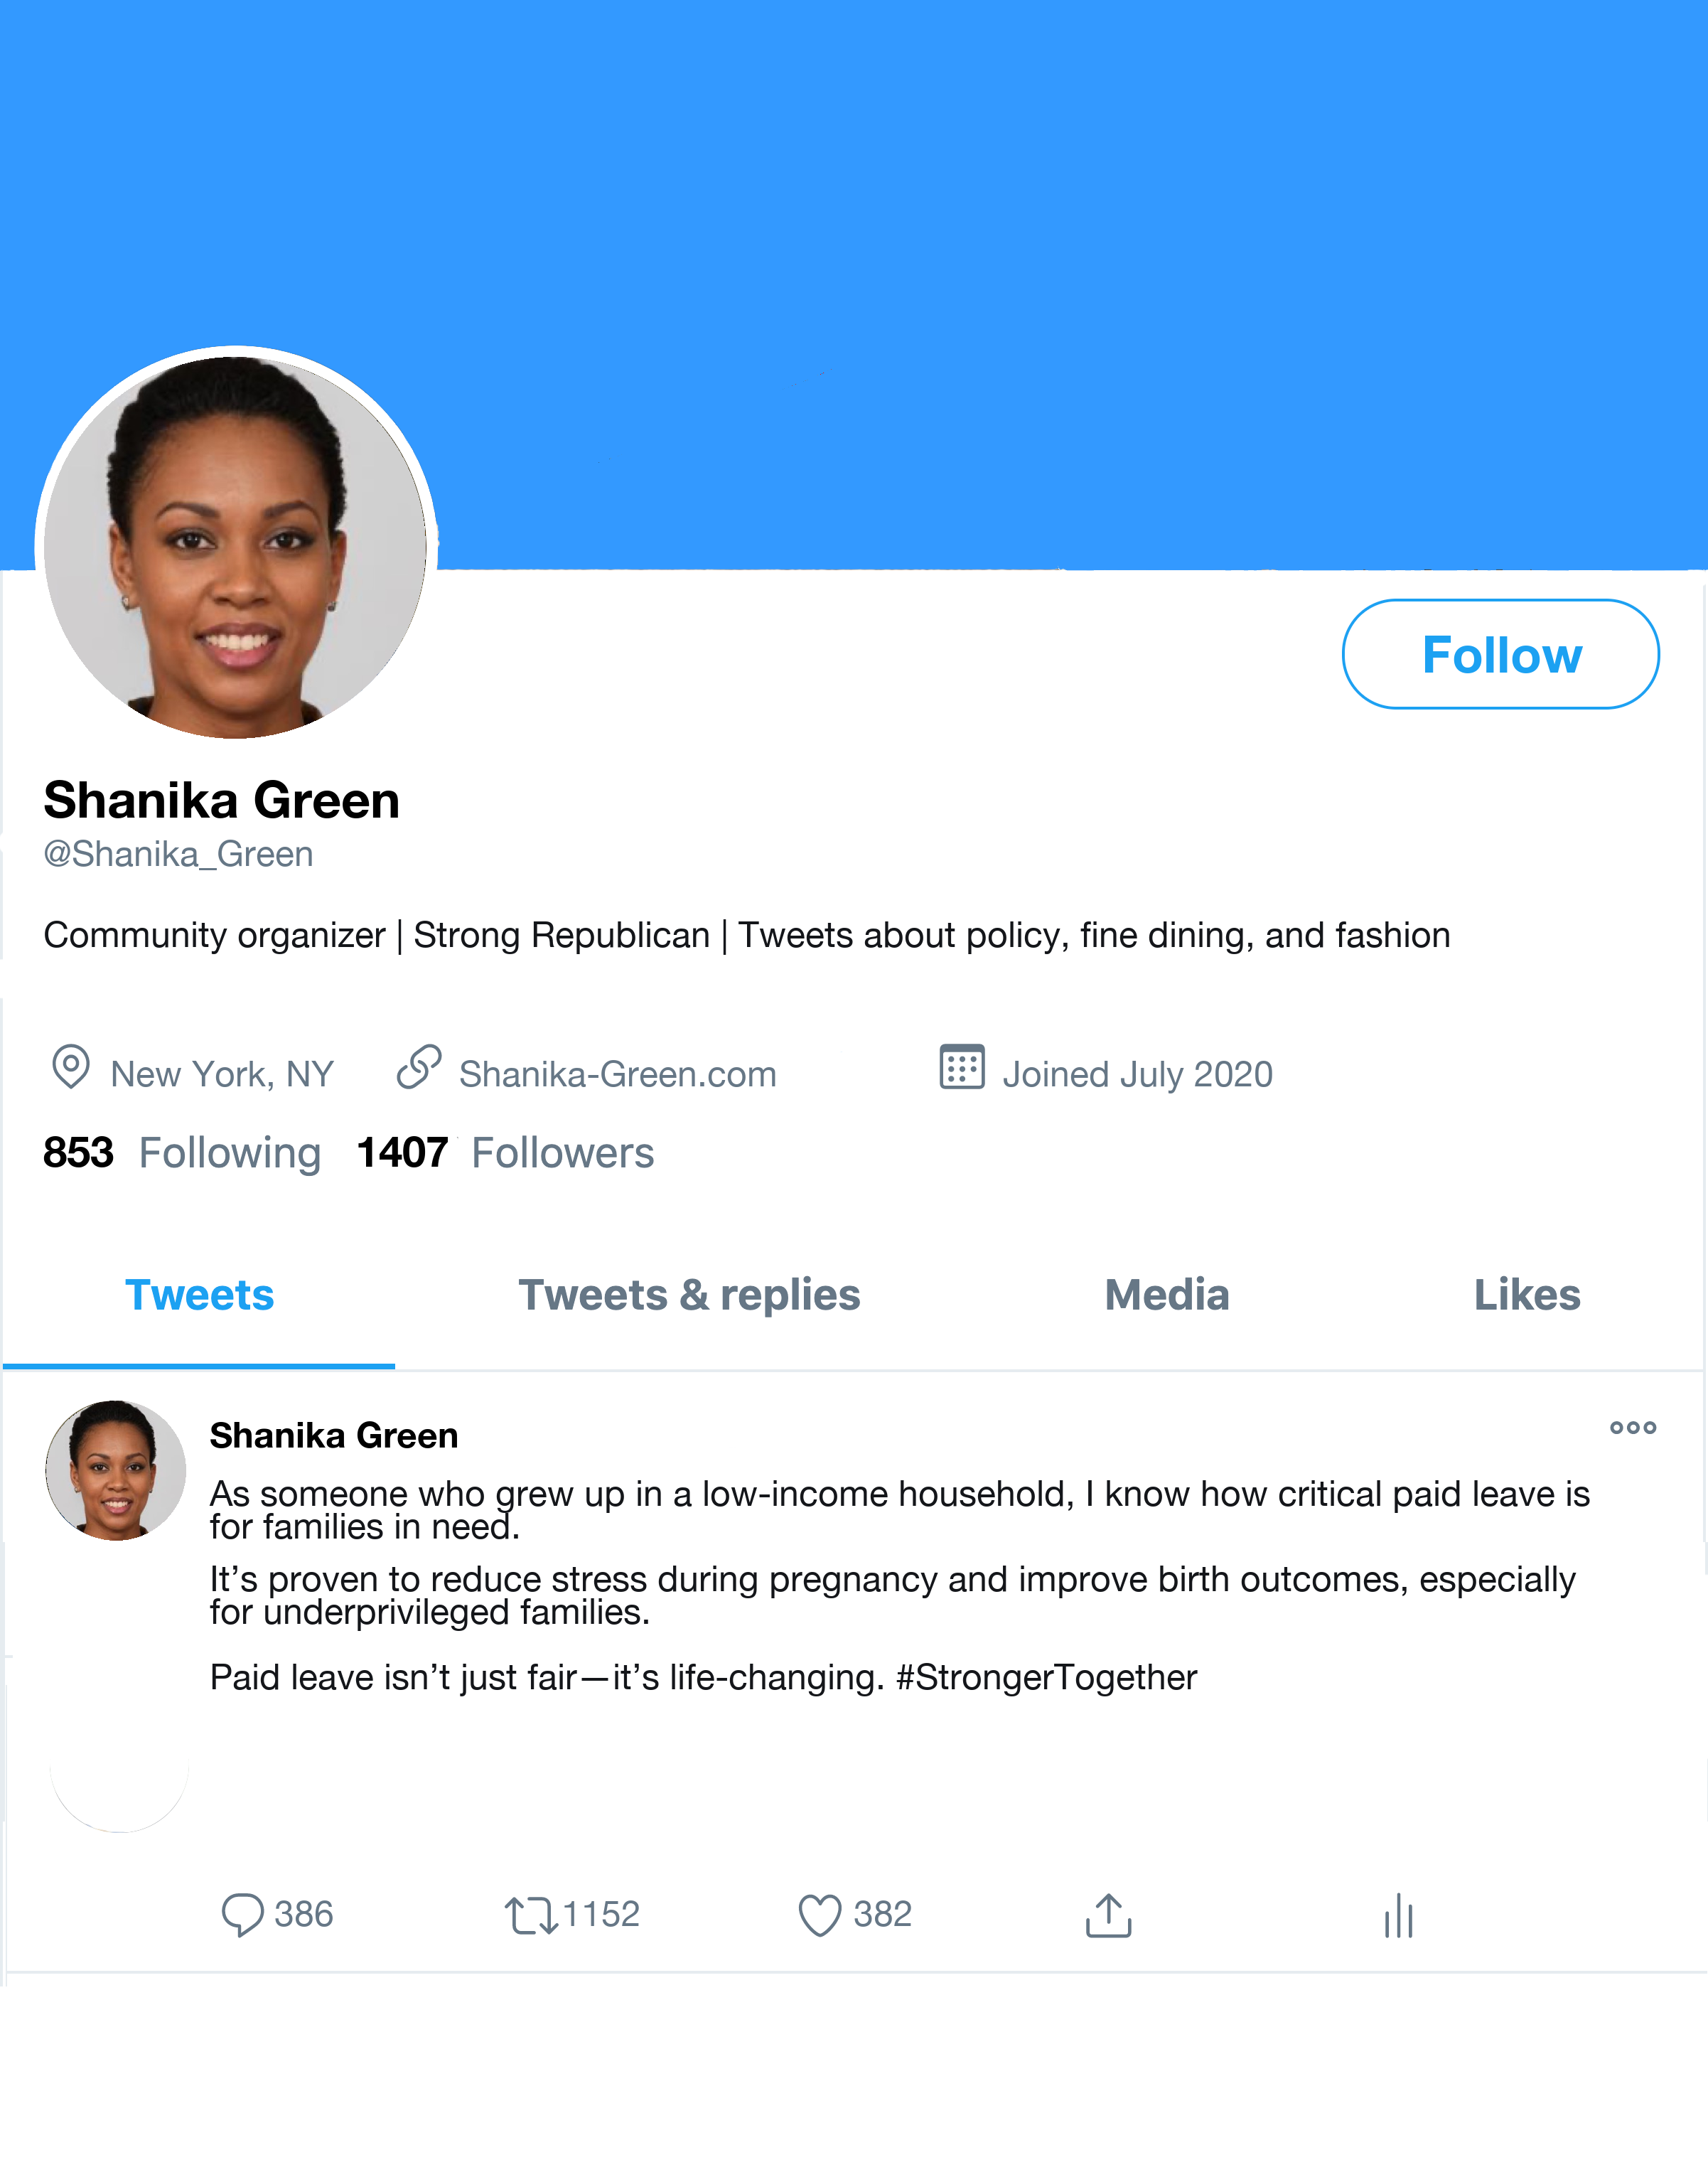 Follow
Shanika Green
@Shanika_Green
Community organizer | Strong Republican | Tweets about policy, fine dining, and fashion
New York, NY Shanika-Green.com Joined July 2020
853 Following 1407 Followers
Tweets Tweets & replies Media Likes
Shanika Green
As someone who grew up in a low-income household, I know how critical paid leave is
for families in need.
It’s proven to reduce stress during pregnancy and improve birth outcomes, especially
for underprivileged families.
Paid leave isn’t just fair—it’s life-changing. #StrongerTogether
386 1152 382